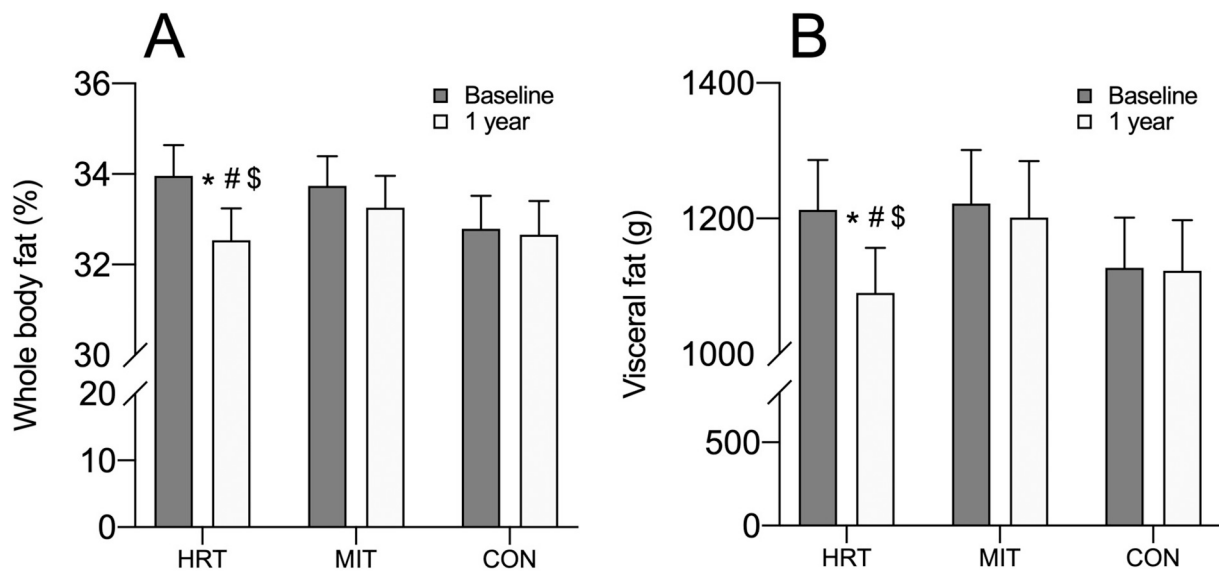 A
Whole body fat (%)
36
34
32
30
20
10
0
Baseline
1 year
* # $
HRT
MIT
CON
B
Visceral fat (g)
1400
1200
1000
500
0
Baseline
1 year
* # $
HRT
MIT
CON